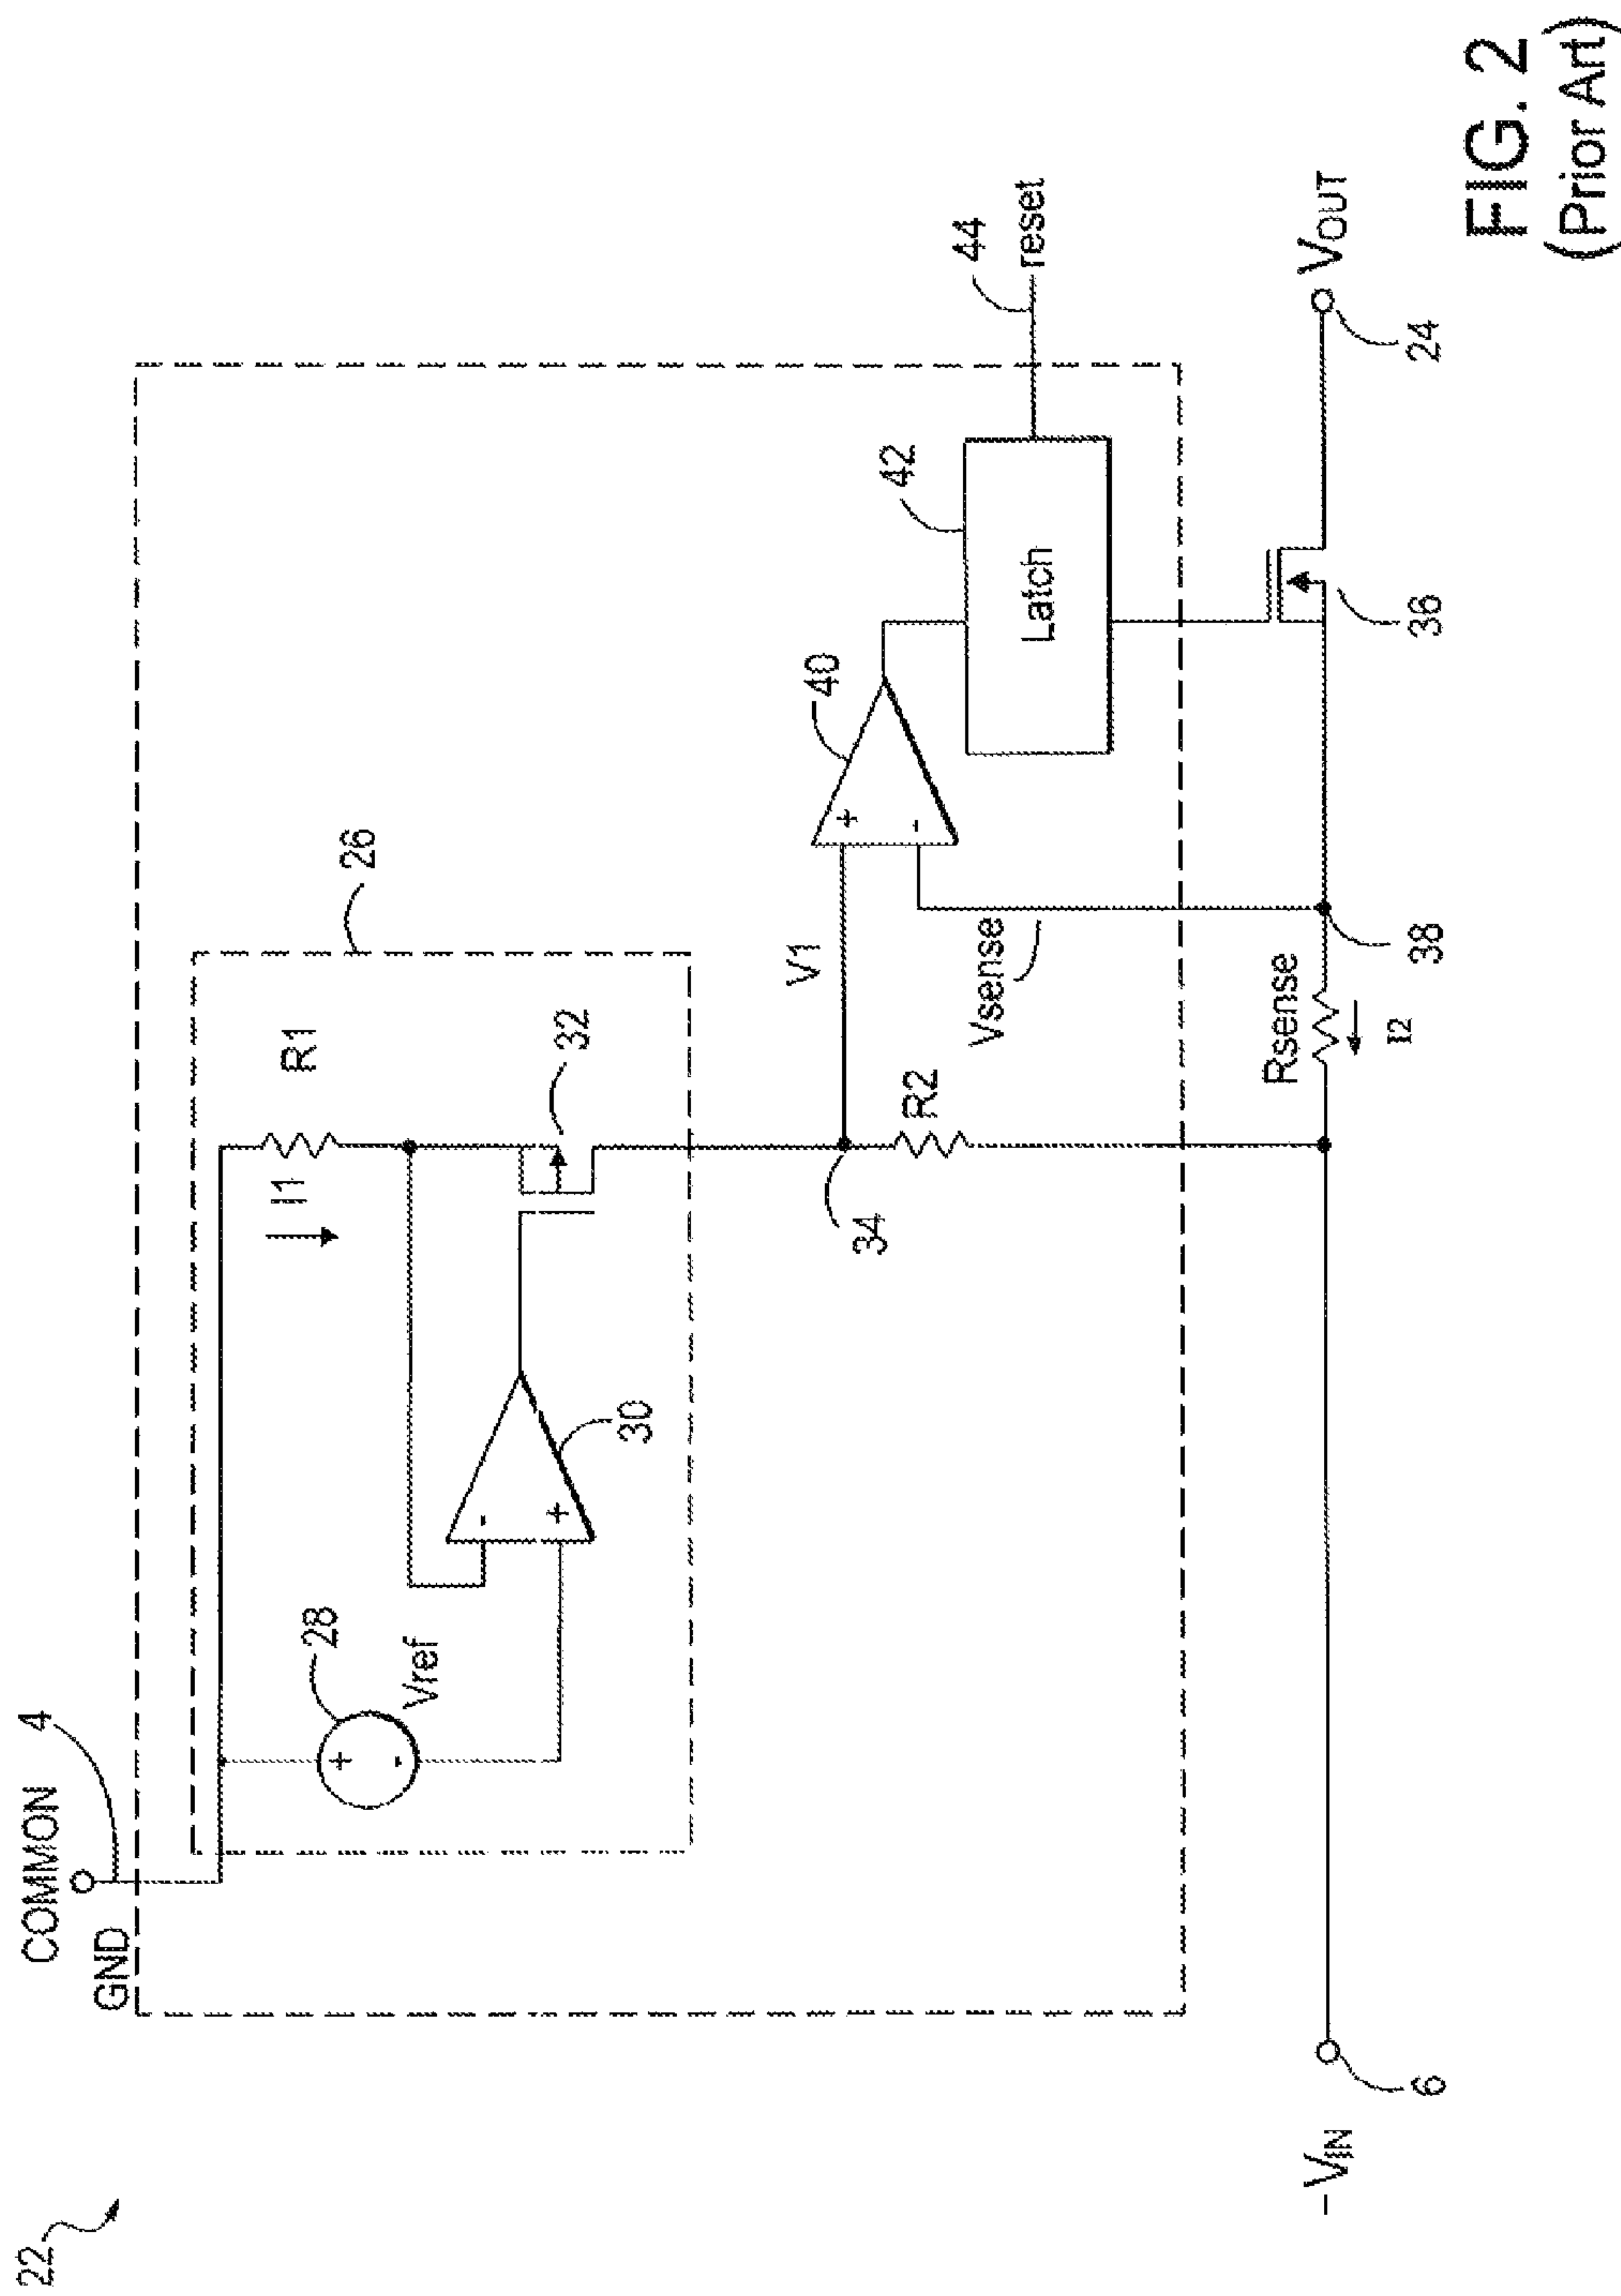 22
COMMON
4
GND
28
Vref
+
-
30
-
+
I1
R1
26
32
34
V1
R2
40
+
-
Vsense
42
Latch
44
reset
-VIN
6
Rsense
I2
38
36
24
VOUT
FIG. 2
(Prior Art)